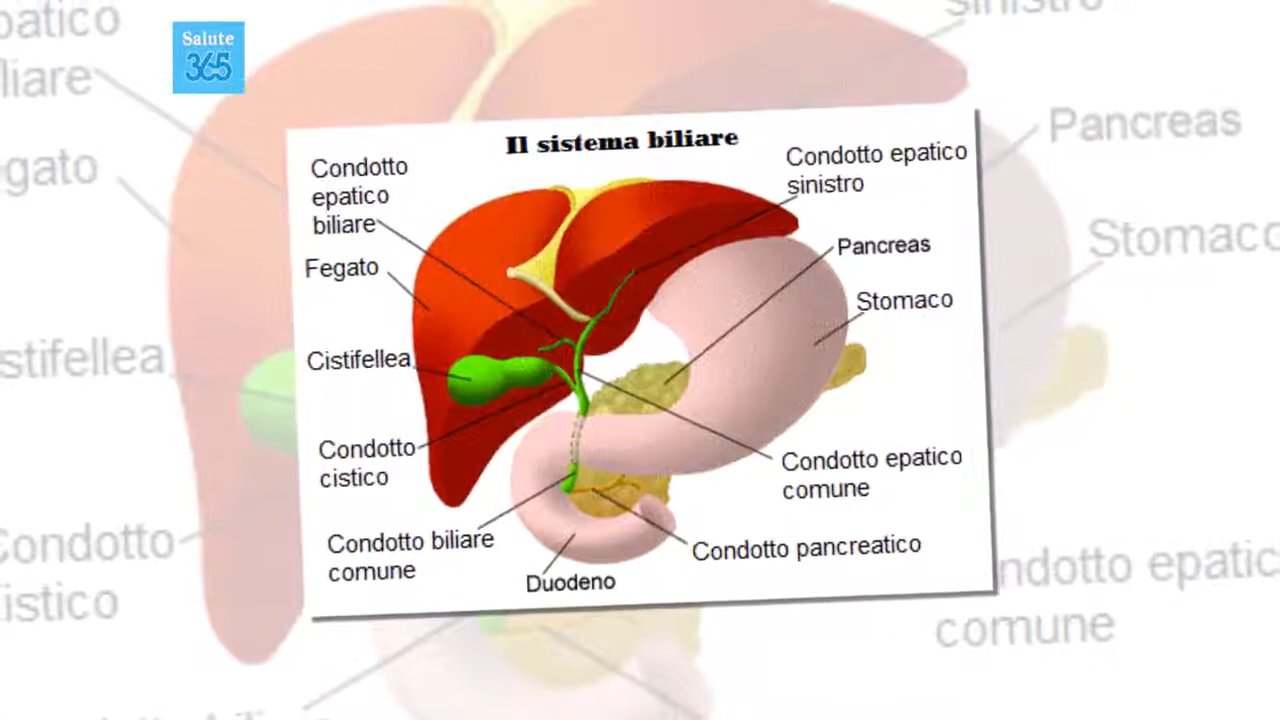 Salute
365
Il sistema biliare
Condotto
epatico
biliare
Fegato
Cistifellea
Condotto
cistico
Condotto biliare
comune
Duodeno
Condotto pancreatico
Condotto epatico
comune
Stomaco
Pancreas
Condotto epatico
sinistro
patico
liare
gato
stifellea
Condotto
istico
sinistro
Pancreas
Stomaco
ndotto epatic
comune